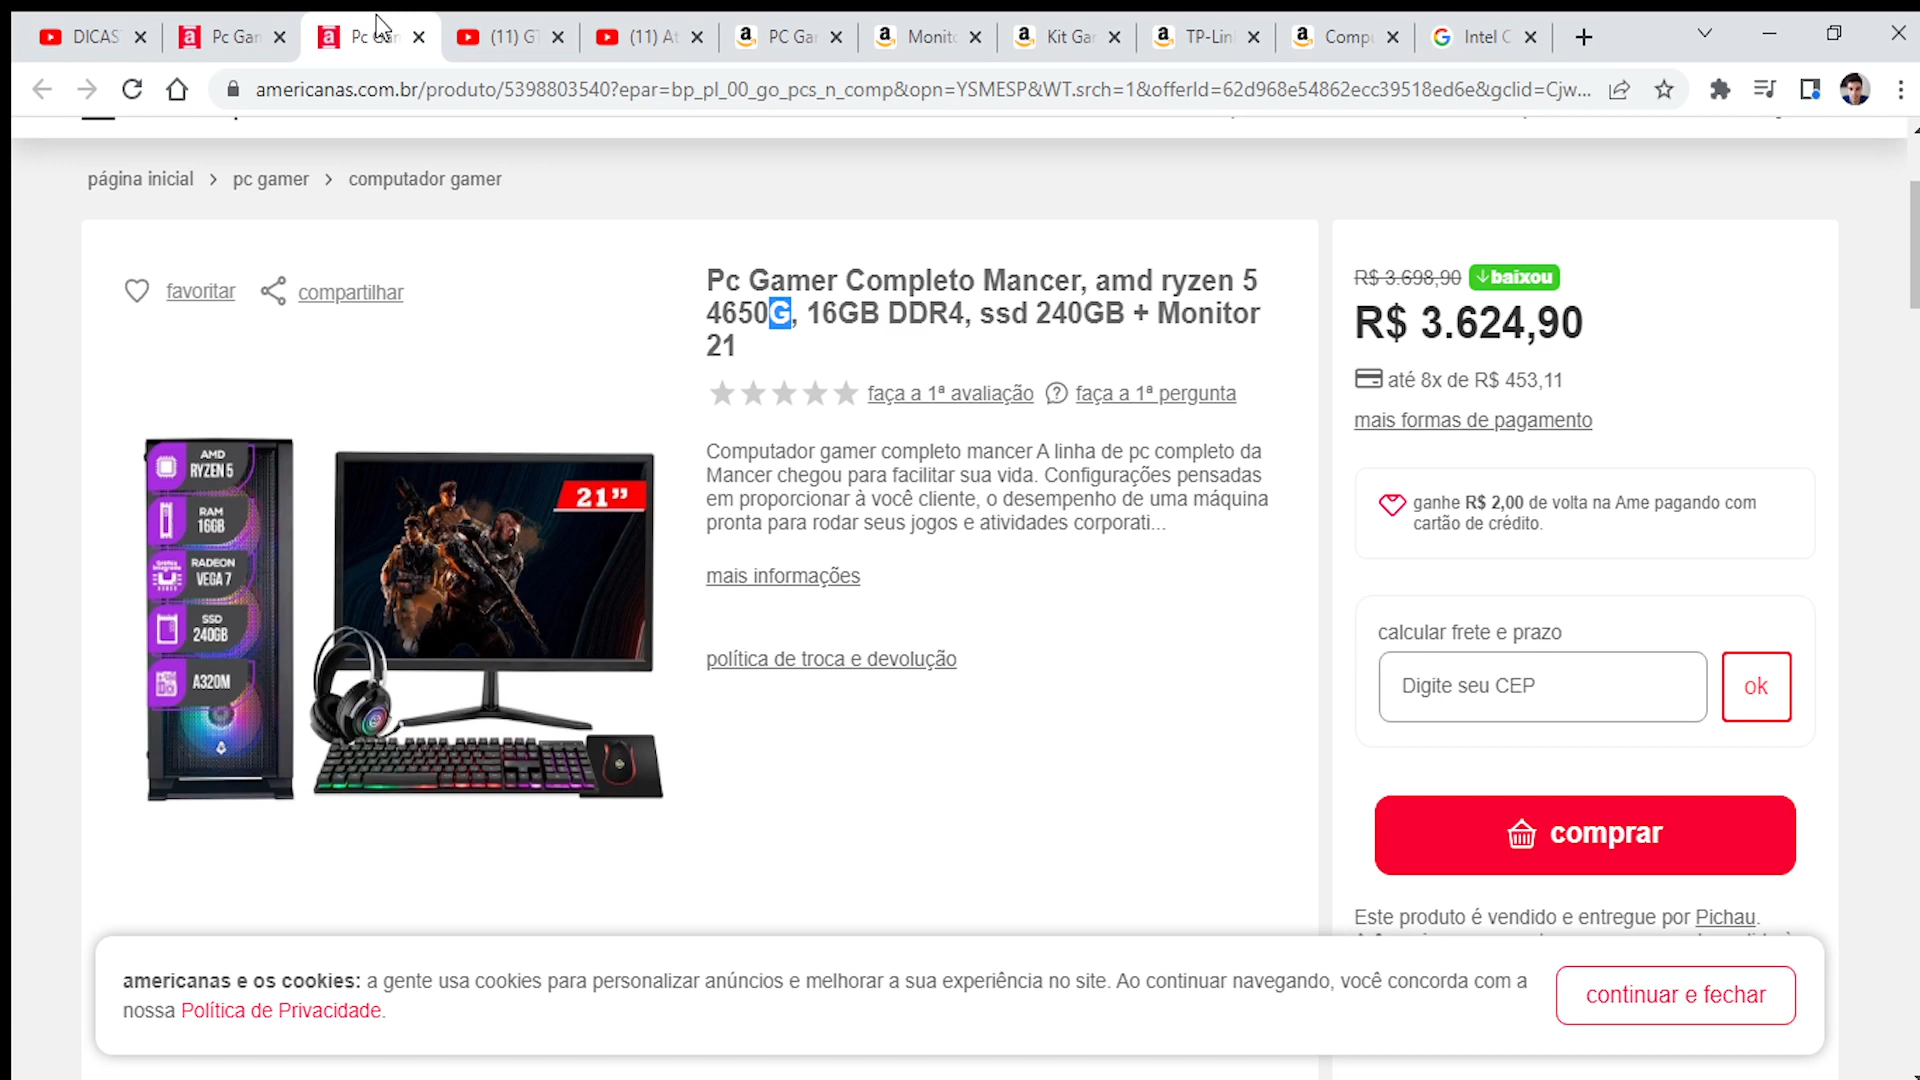 DICAS
Pc Gan
Pc Gan
(11) GT
(11) At
PC Gar
Monito
Kit Gar
TP-Lin
Compu
Intel C
americanas.com.br/produto/5398803540?epar=bp_pl_00_go_pcs_n_comp&opn=YSMESP&WT.srch=1&offerId=62d968e54862ecc39518ed6e&gclid=Cjw...
página inicial > pc gamer > computador gamer
favoritar
compartilhar
Pc Gamer Completo Mancer, amd ryzen 5
4650G, 16GB DDR4, ssd 240GB + Monitor
21
faça a 1ª avaliação
faça a 1ª pergunta
Computador gamer completo mancer A linha de pc completo da
Mancer chegou para facilitar sua vida. Configurações pensadas
em proporcionar à você cliente, o desempenho de uma máquina
pronta para rodar seus jogos e atividades corporati...
mais informações
política de troca e devolução
AMD
RYZEN 5
RAM
16GB
RADEON
VEGA 7
SSD
240GB
A320M
21”
R$ 3.698,90
baixou
R$ 3.624,90
até 8x de R$ 453,11
mais formas de pagamento
ganhe R$ 2,00 de volta na Ame pagando com
cartão de crédito.
calcular frete e prazo
Digite seu CEP
ok
comprar
Este produto é vendido e entregue por Pichau.
americanas e os cookies: a gente usa cookies para personalizar anúncios e melhorar a sua experiência no site. Ao continuar navegando, você concorda com a
nossa Política de Privacidade.
continuar e fechar